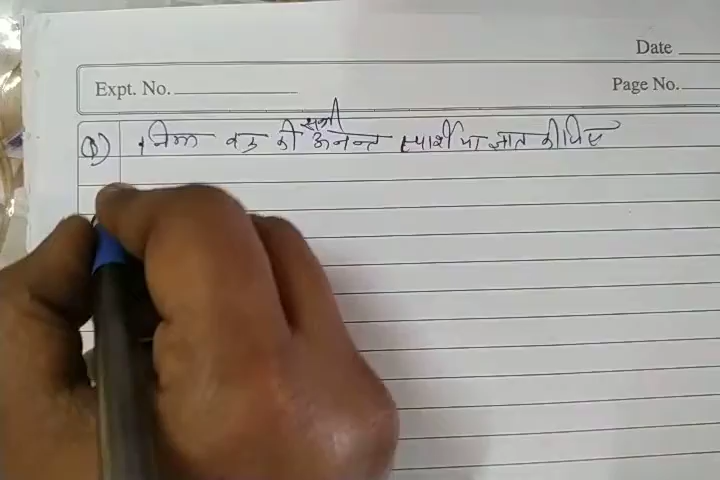 Date
Expt. No.
Page No.
सभी
Q) निम्न वक्र की अनन्त स्पर्शियां ज्ञात कीजिए